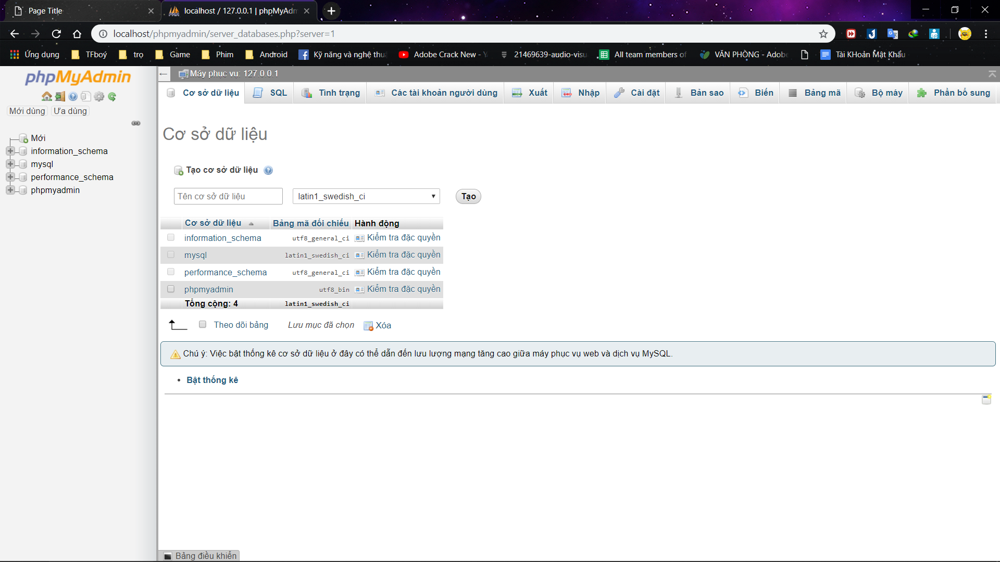 Page Title
localhost / 127.0.0.1 | phpMyAdm
localhost/phpmyadmin/server_databases.php?server=1
Ứng dụng
TFboý
trọ
Game
Phim
Android
Kỹ năng và nghệ thu
Adobe Crack New - Y
21469639-audio-visu
All team members of
VĂN PHÒNG - Adobe
Tài KHoản Mật Khẩu
phpMyAdmin
Mới dùng
Ưa dùng
Mới
information_schema
mysql
performance_schema
phpmyadmin
Máy phục vụ: 127.0.0.1
Cơ sở dữ liệu
SQL
Tình trạng
Các tài khoản người dùng
Xuất
Nhập
Cài đặt
Bản sao
Biến
Bảng mã
Bộ máy
Phần bổ sung
Cơ sở dữ liệu
Tạo cơ sở dữ liệu
Tên cơ sở dữ liệu
latin1_swedish_ci
Tạo
Cơ sở dữ liệu Bảng mã đối chiếu Hành động
information_schema utf8_general_ci Kiểm tra đặc quyền
mysql latin1_swedish_ci Kiểm tra đặc quyền
performance_schema utf8_general_ci Kiểm tra đặc quyền
phpmyadmin utf8_bin Kiểm tra đặc quyền
Tổng cộng: 4 latin1_swedish_ci
Theo dõi bảng Lưu mục đã chọn Xóa
Chú ý: Việc bật thống kê cơ sở dữ liệu ở đây có thể dẫn đến lưu lượng mạng tăng cao giữa máy phục vụ web và dịch vụ MySQL.
Bật thống kê
Bảng điều khiển